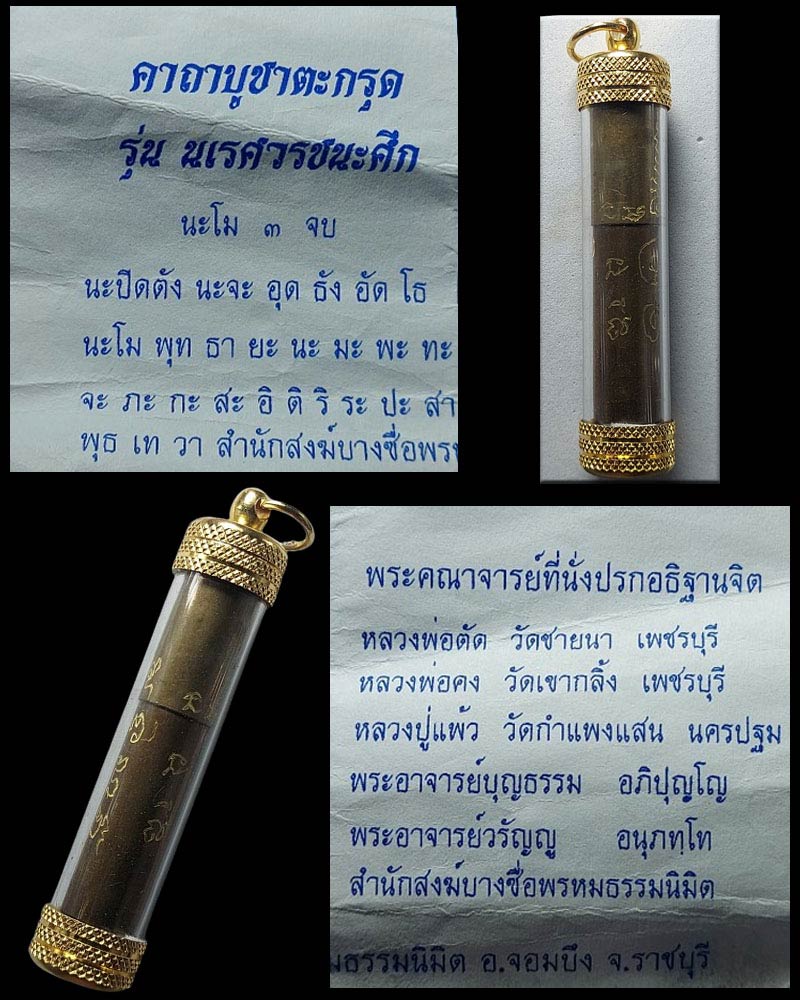 คาถาบูชาตะกรุด
รุ่น นเรศวรชนะศึก
นะโม ๓ จบ
นะปิดตัง นะจะ อุด ธัง อัด โธ
นะโม พุท ธา ยะ นะ มะ พะ ทะ
จะ ภะ กะ สะ อิ ติ ริ ระ ปะ สา
พุธ เท วา สำนักสงฆ์บางซื่อพรห
พระคณาจารย์ที่นั่งปรกอธิฐานจิต
หลวงพ่อตัด วัดชายนา เพชรบุรี
หลวงพ่อคง วัดเขากลิ้ง เพชรบุรี
หลวงปู่แผ้ว วัดกำแพงแสน นครปฐม
พระอาจารย์บุญธรรม อภิปุญโญ
พระอาจารย์วรัญญู อนุภทฺโท
สำนักสงฆ์บางซื่อพรหมธรรมนิมิต
มธรรมนิมิต อ.จอมบึง จ.ราชบุรี